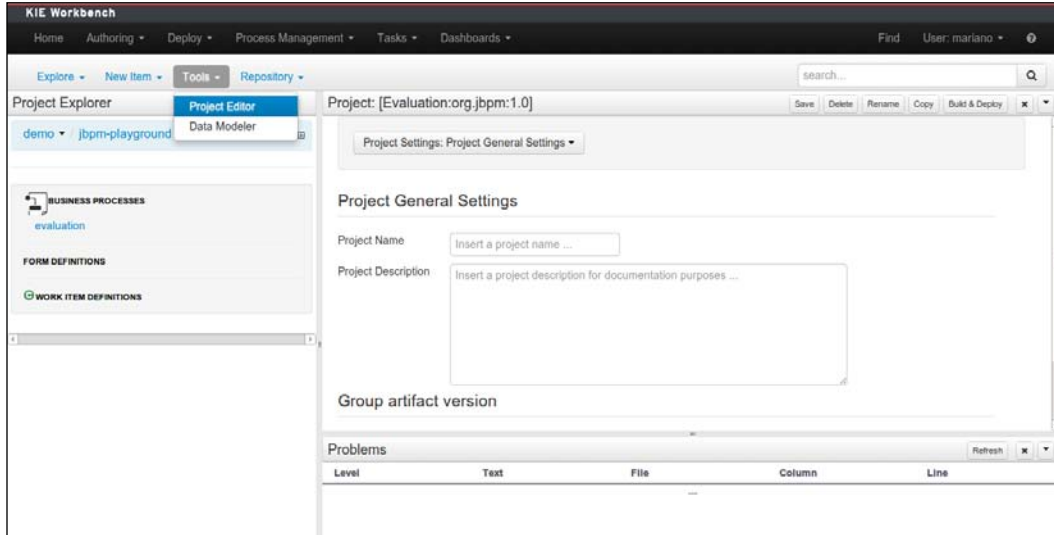 KIE Workbench
Home Authoring Deploy Process Management Tasks Dashboards Find User: mariano
Explore New Item Tools Repository search...
Project Explorer
Project Editor
Data Modeler
demo / jbpm-playground
BUSINESS PROCESSES
evaluation
FORM DEFINITIONS
WORK ITEM DEFINITIONS
Project: [Evaluation:org.jbpm:1.0] Save Delete Rename Copy Build & Deploy
Project Settings: Project General Settings
Project General Settings
Project Name Insert a project name ...
Project Description Insert a project description for documentation purposes ...
Group artifact version
Problems Refresh
Level Text File Column Line